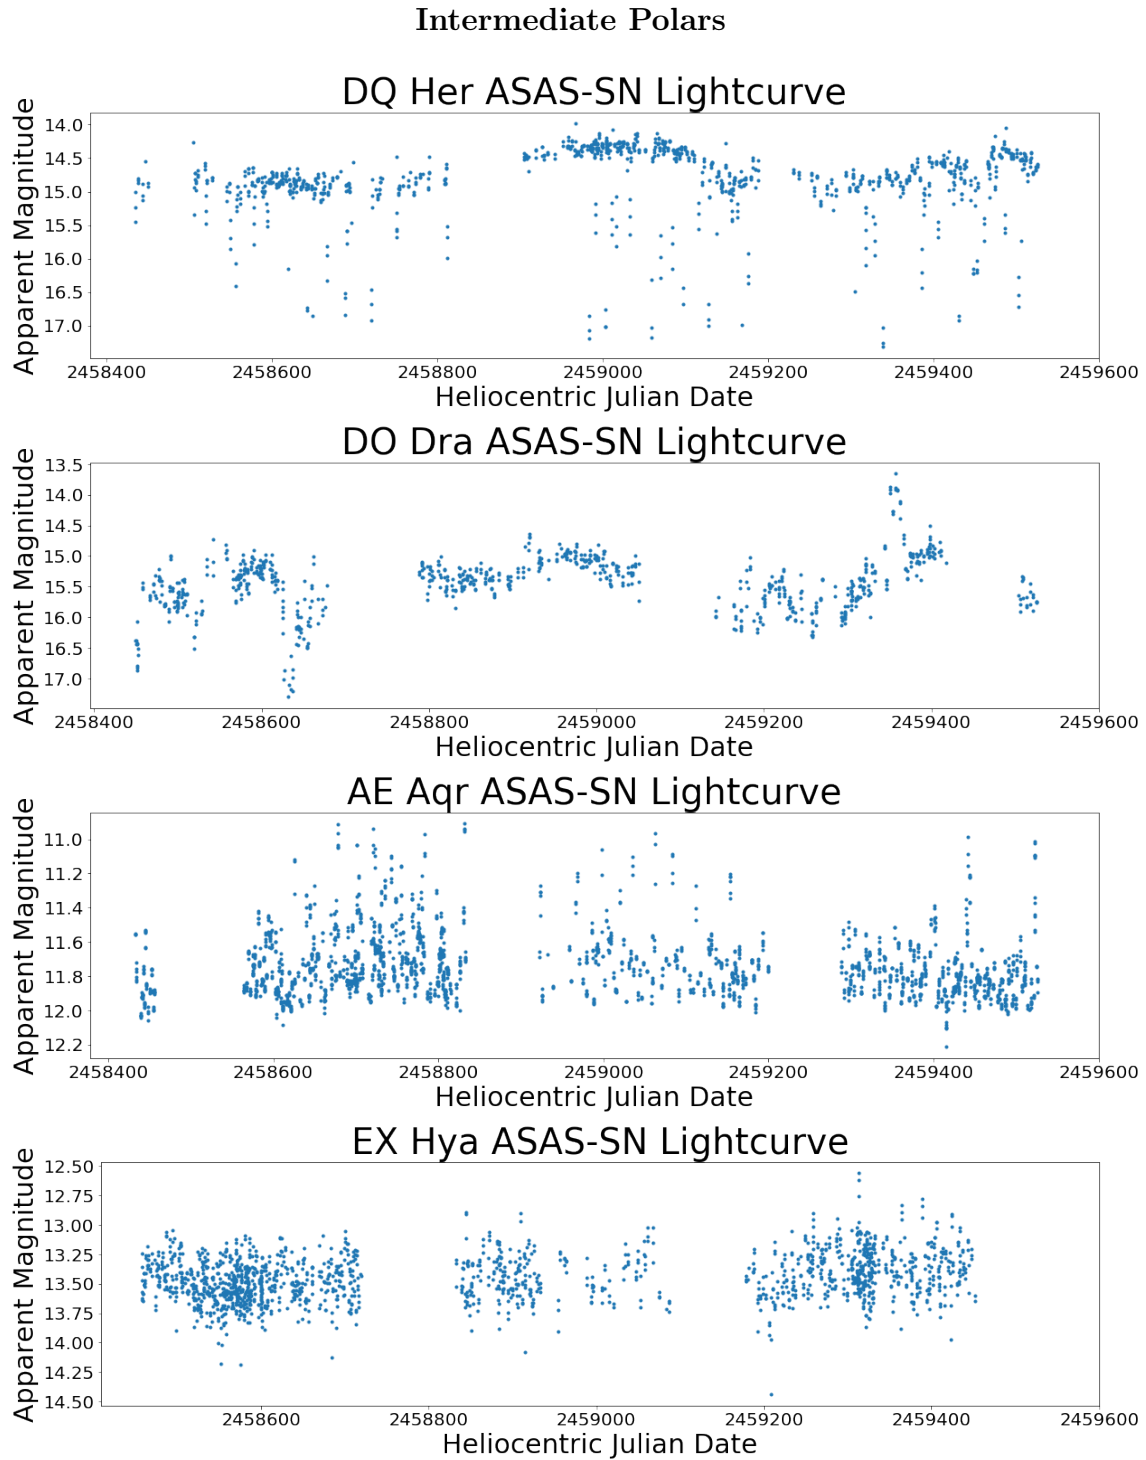 Intermediate Polars
DQ Her ASAS-SN Lightcurve
Apparent Magnitude
14.0
14.5
15.0
15.5
16.0
16.5
17.0
2458400 2458600 2458800 2459000 2459200 2459400 2459600
Heliocentric Julian Date
DO Dra ASAS-SN Lightcurve
Apparent Magnitude
13.5
14.0
14.5
15.0
15.5
16.0
16.5
17.0
2458400 2458600 2458800 2459000 2459200 2459400 2459600
Heliocentric Julian Date
AE Aqr ASAS-SN Lightcurve
Apparent Magnitude
11.0
11.2
11.4
11.6
11.8
12.0
12.2
2458400 2458600 2458800 2459000 2459200 2459400 2459600
Heliocentric Julian Date
EX Hya ASAS-SN Lightcurve
Apparent Magnitude
12.50
12.75
13.00
13.25
13.50
13.75
14.00
14.25
14.50
2458600 2458800 2459000 2459200 2459400 2459600
Heliocentric Julian Date